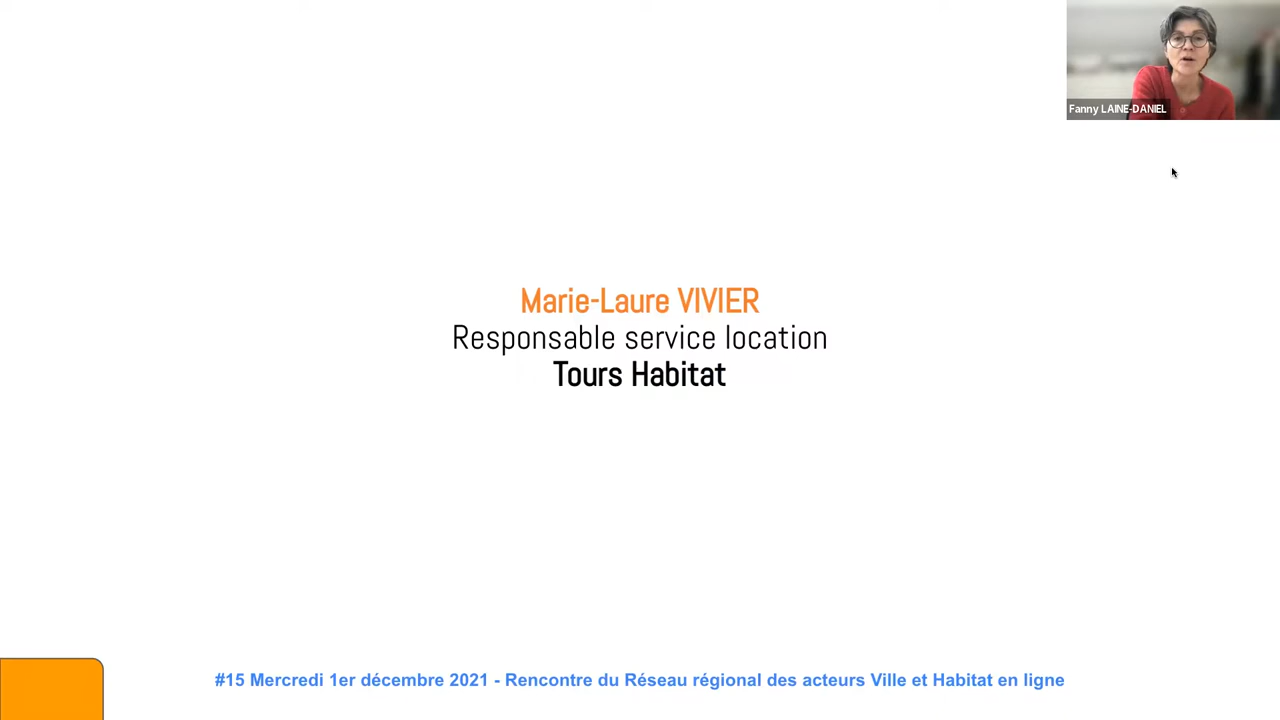 Fanny LAINE-DANIEL
Marie-Laure VIVIER
Responsable service location
Tours Habitat
#15 Mercredi 1er décembre 2021 - Rencontre du Réseau régional des acteurs Ville et Habitat en ligne